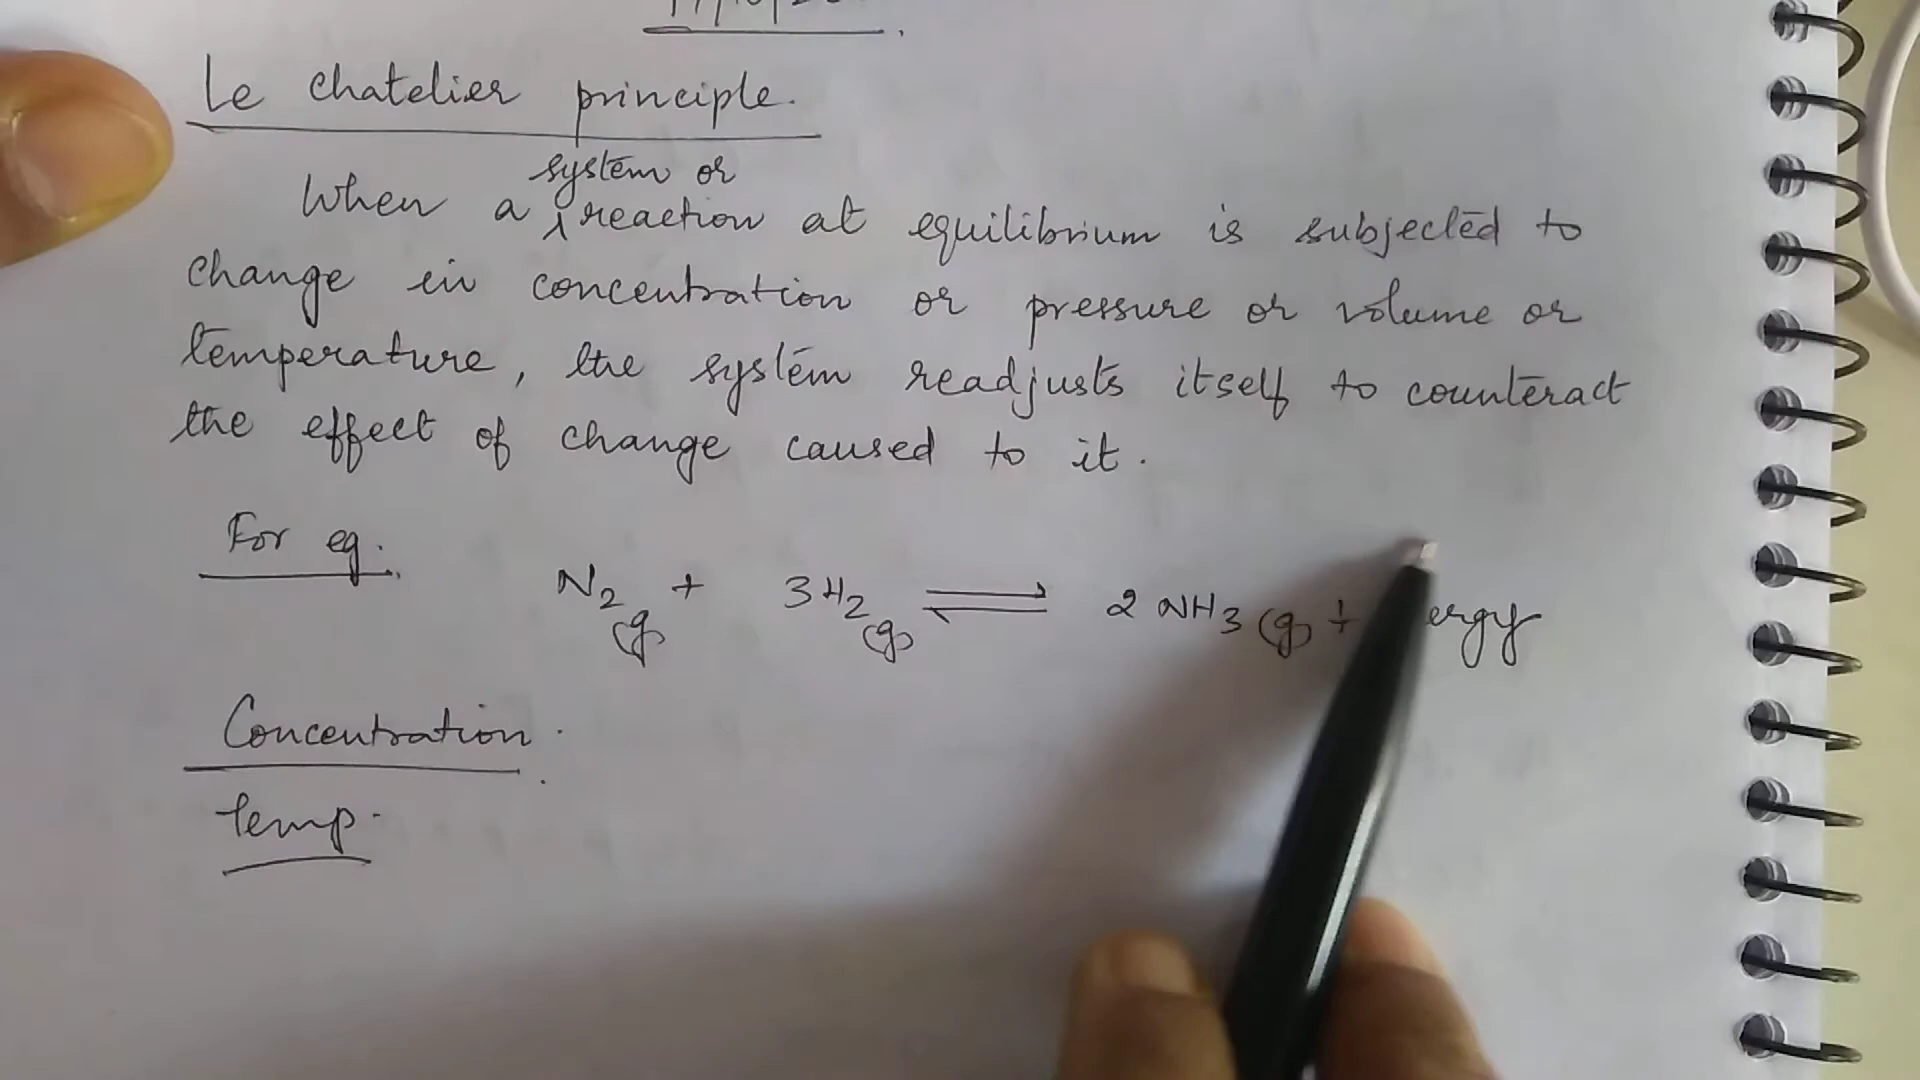 Le chatelier principle.
system or
When a ⁁ reaction at equilibrium is subjected to
change in concentration or pressure or volume or
temperature, the system readjusts itself to counteract
the effect of change caused to it.
For eg.
N2(g) + 3H2(g) ⇌ 2NH3(g) +
Concentration.
temp.